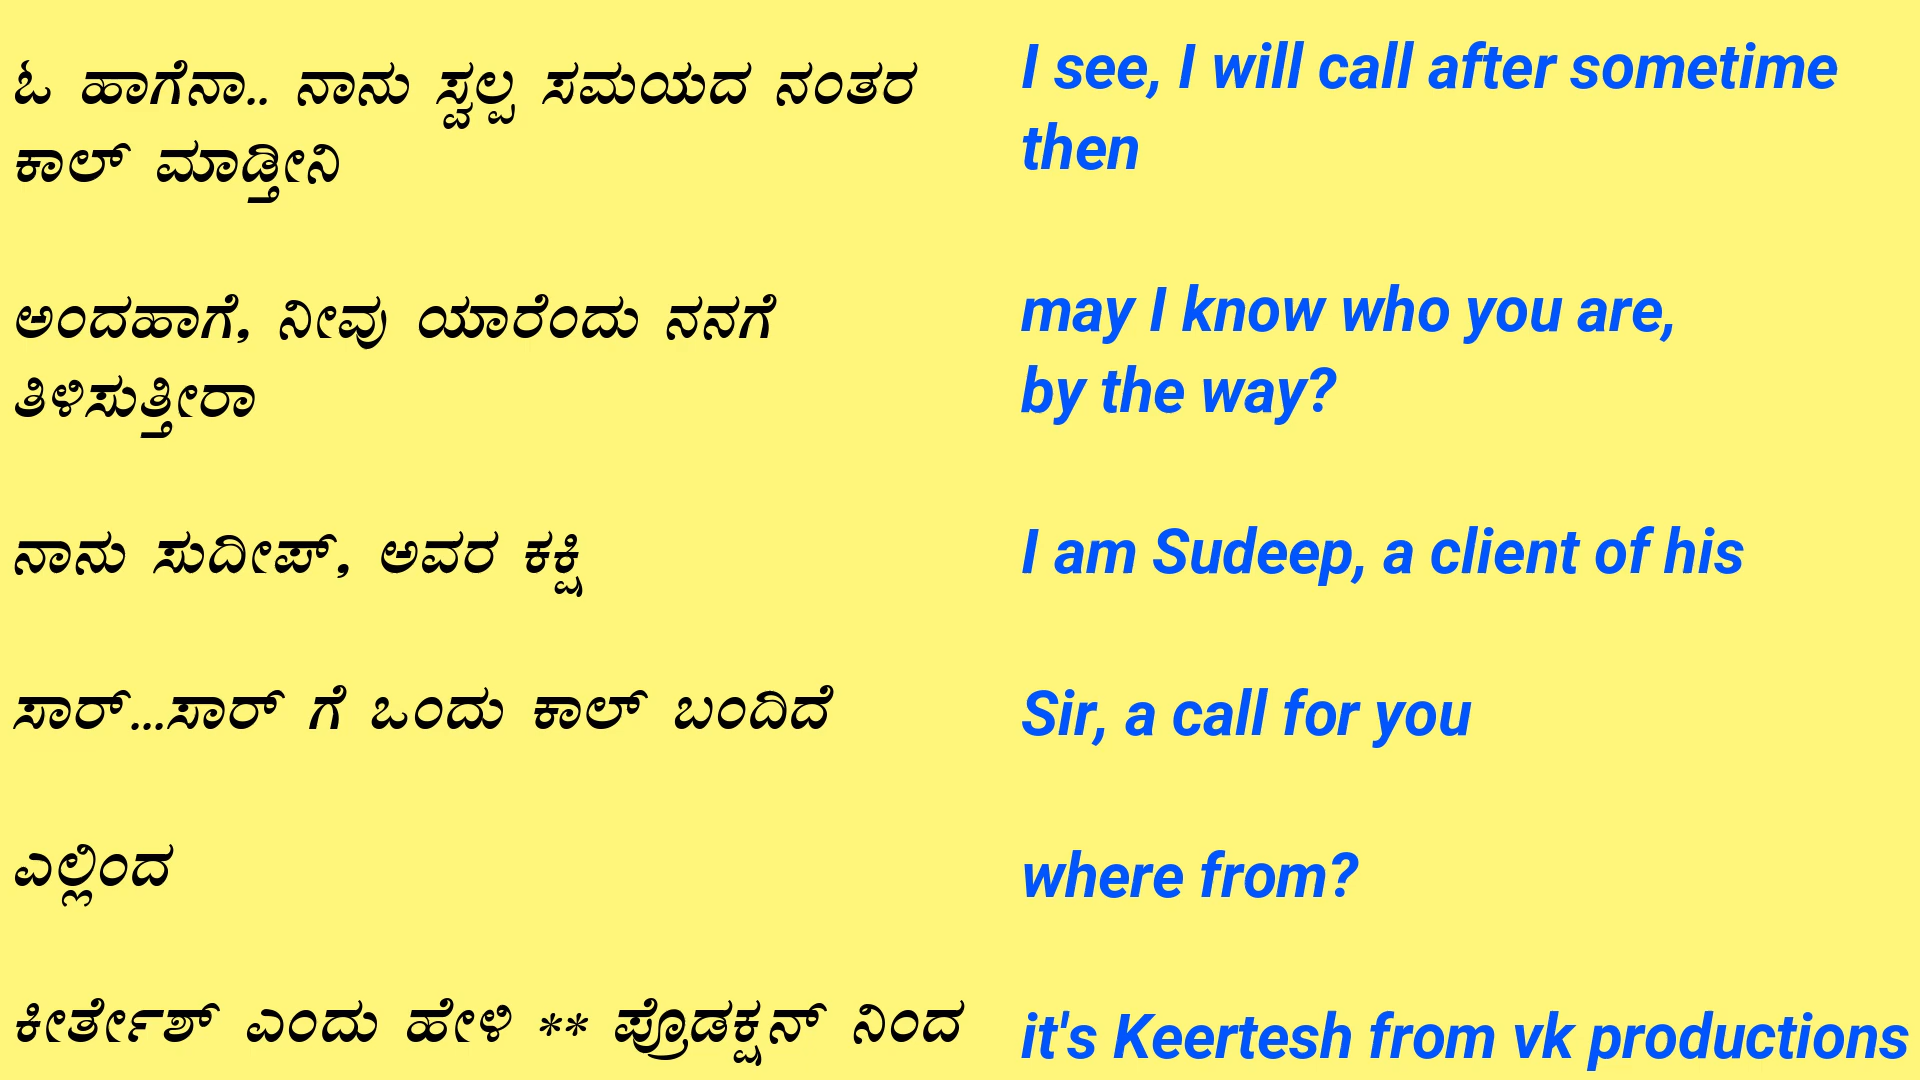 ಓ ಹಾಗೆನಾ.. ನಾನು ಸ್ವಲ್ಪ ಸಮಯದ ನಂತರ
ಕಾಲ್ ಮಾಡ್ತೀನಿ
I see, I will call after sometime
then
ಅಂದಹಾಗೆ, ನೀವು ಯಾರೆಂದು ನನಗೆ
ತಿಳಿಸುತ್ತೀರಾ
may I know who you are,
by the way?
ನಾನು ಸುದೀಪ್, ಅವರ ಕಕ್ಷಿ
I am Sudeep, a client of his
ಸಾರ್...ಸಾರ್ ಗೆ ಒಂದು ಕಾಲ್ ಬಂದಿದೆ
Sir, a call for you
ಎಲ್ಲಿಂದ
where from?
ಕೀರ್ತೇಶ್ ಎಂದು ಹೇಳಿ ** ಪ್ರೊಡಕ್ಷನ್ ನಿಂದ
it's Keertesh from vk productions